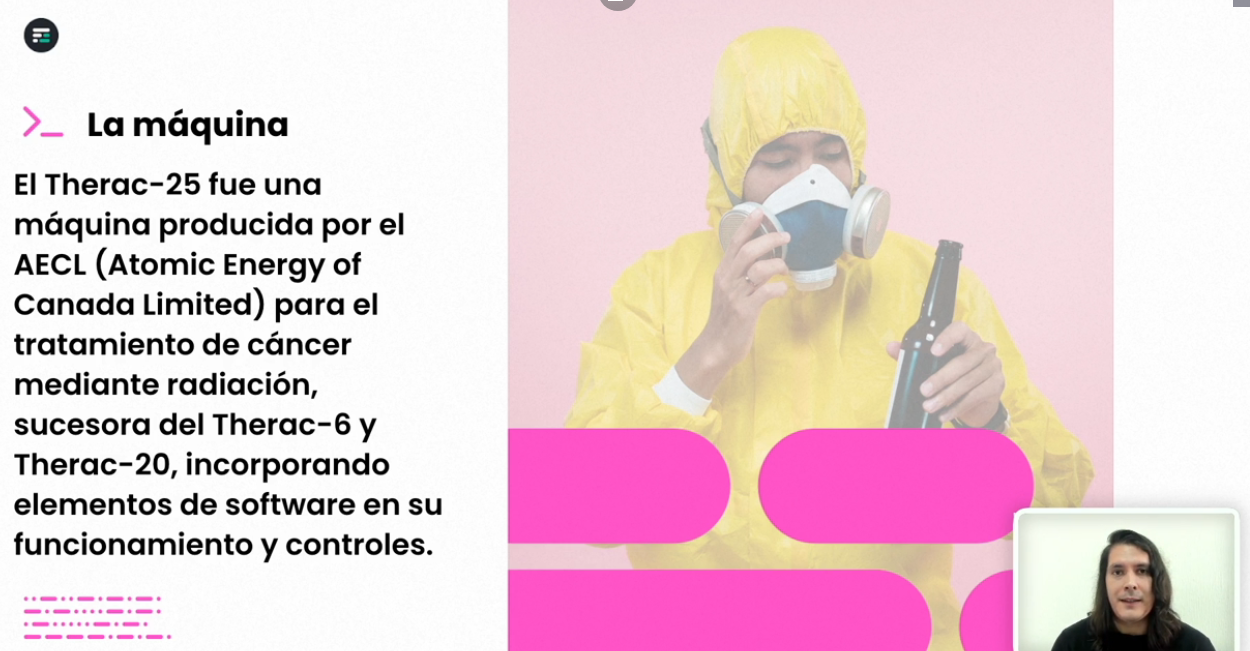 La máquina
El Therac-25 fue una
máquina producida por el
AECL (Atomic Energy of
Canada Limited) para el
tratamiento de cáncer
mediante radiación,
sucesora del Therac-6 y
Therac-20, incorporando
elementos de software en su
funcionamiento y controles.